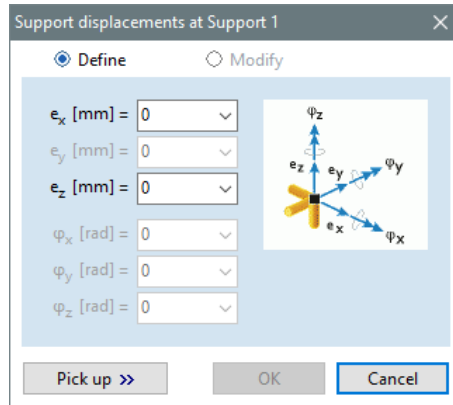 Support displacements at Support 1
Define
Modify
ex [mm] = 0
ey [mm] = 0
ez [mm] = 0
φx [rad] = 0
φy [rad] = 0
φz [rad] = 0
φz
ez
ey
φy
ex
φx
Pick up >>
OK
Cancel